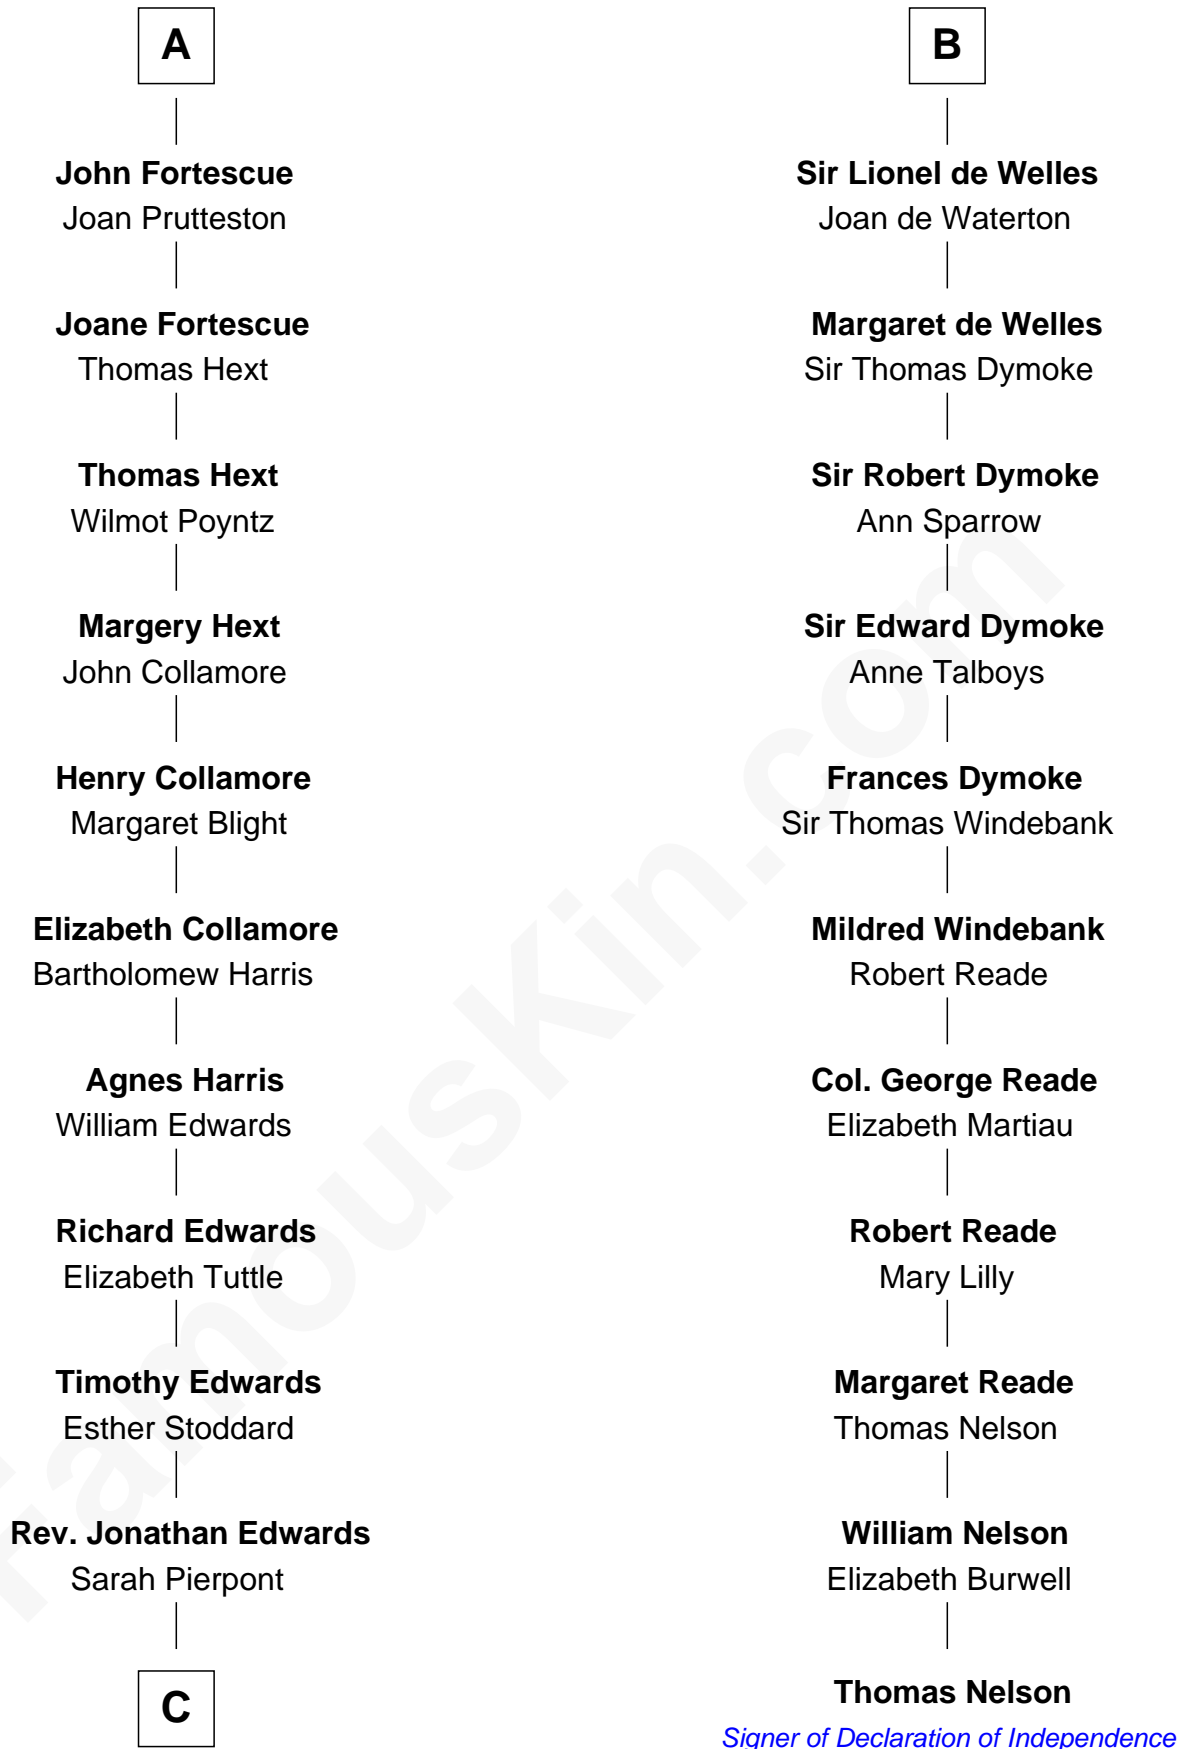 A
John Fortescue
Joan Prutteston
Joane Fortescue
Thomas Hext
Thomas Hext
Wilmot Poyntz
Margery Hext
John Collamore
Henry Collamore
Margaret Blight
Elizabeth Collamore
Bartholomew Harris
Agnes Harris
William Edwards
Richard Edwards
Elizabeth Tuttle
Timothy Edwards
Esther Stoddard
Rev. Jonathan Edwards
Sarah Pierpont
C
B
Sir Lionel de Welles
Joan de Waterton
Margaret de Welles
Sir Thomas Dymoke
Sir Robert Dymoke
Ann Sparrow
Sir Edward Dymoke
Anne Talboys
Frances Dymoke
Sir Thomas Windebank
Mildred Windebank
Robert Reade
Col. George Reade
Elizabeth Martiau
Robert Reade
Mary Lilly
Margaret Reade
Thomas Nelson
William Nelson
Elizabeth Burwell
Thomas Nelson
Signer of Declaration of Independence
FamousKin.com